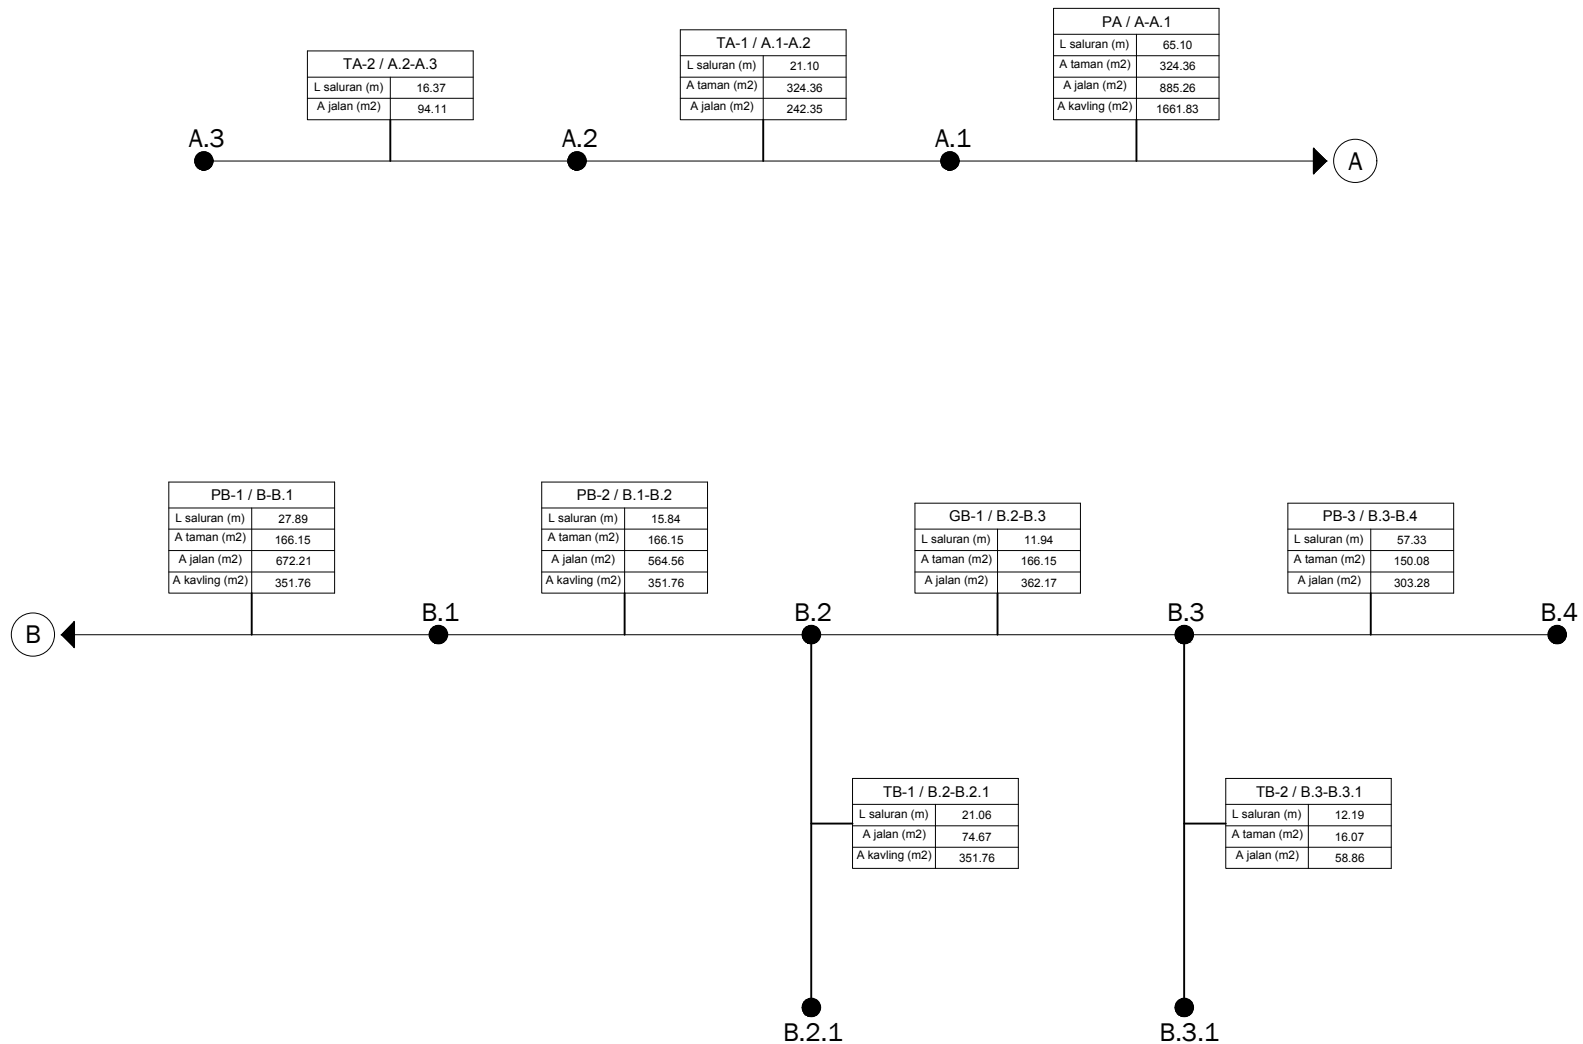 PA / A-A.1
L saluran (m) 65.10
A taman (m2) 324.36
A jalan (m2) 885.26
A kavling (m2) 1661.83
TA-1 / A.1-A.2
L saluran (m) 21.10
A taman (m2) 324.36
A jalan (m2) 242.35
TA-2 / A.2-A.3
L saluran (m) 16.37
A jalan (m2) 94.11
A.3 A.2 A.1 A
PB-1 / B-B.1
L saluran (m) 27.89
A taman (m2) 166.15
A jalan (m2) 672.21
A kavling (m2) 351.76
PB-2 / B.1-B.2
L saluran (m) 15.84
A taman (m2) 166.15
A jalan (m2) 564.56
A kavling (m2) 351.76
GB-1 / B.2-B.3
L saluran (m) 11.94
A taman (m2) 166.15
A jalan (m2) 362.17
PB-3 / B.3-B.4
L saluran (m) 57.33
A taman (m2) 150.08
A jalan (m2) 303.28
B B.1 B.2 B.3 B.4
TB-1 / B.2-B.2.1
L saluran (m) 21.06
A jalan (m2) 74.67
A kavling (m2) 351.76
TB-2 / B.3-B.3.1
L saluran (m) 12.19
A taman (m2) 16.07
A jalan (m2) 58.86
B.2.1 B.3.1